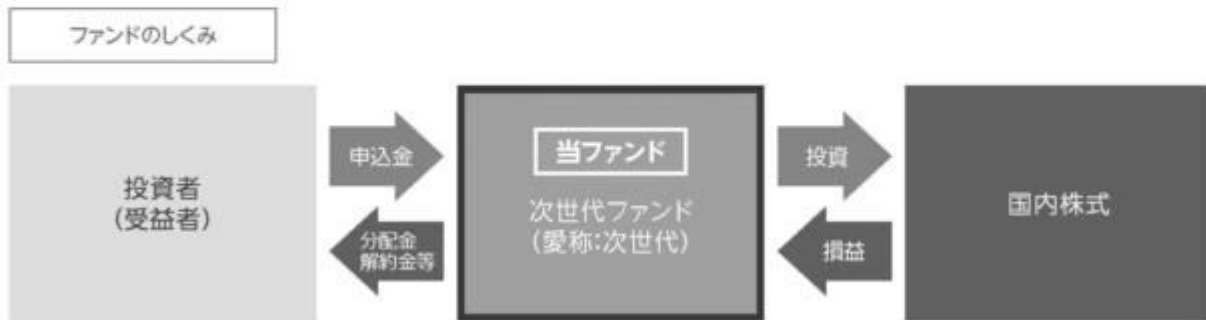 ファンドのしくみ
投資者
(受益者)
申込金
分配金
解約金等
当ファンド
次世代ファンド
(愛称:次世代)
投資
損益
国内株式